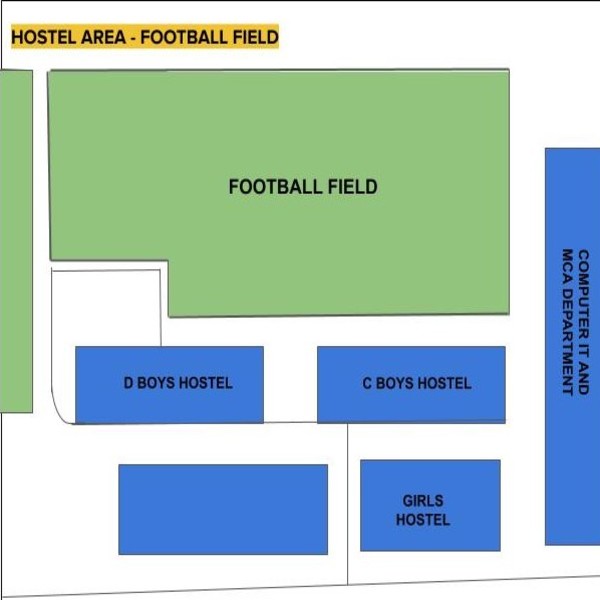 HOSTEL AREA - FOOTBALL FIELD
D BOYS HOSTEL
FOOTBALL FIELD
C BOYS HOSTEL
GIRLS
HOSTEL
COMPUTER IT AND
MCA DEPARTMENT